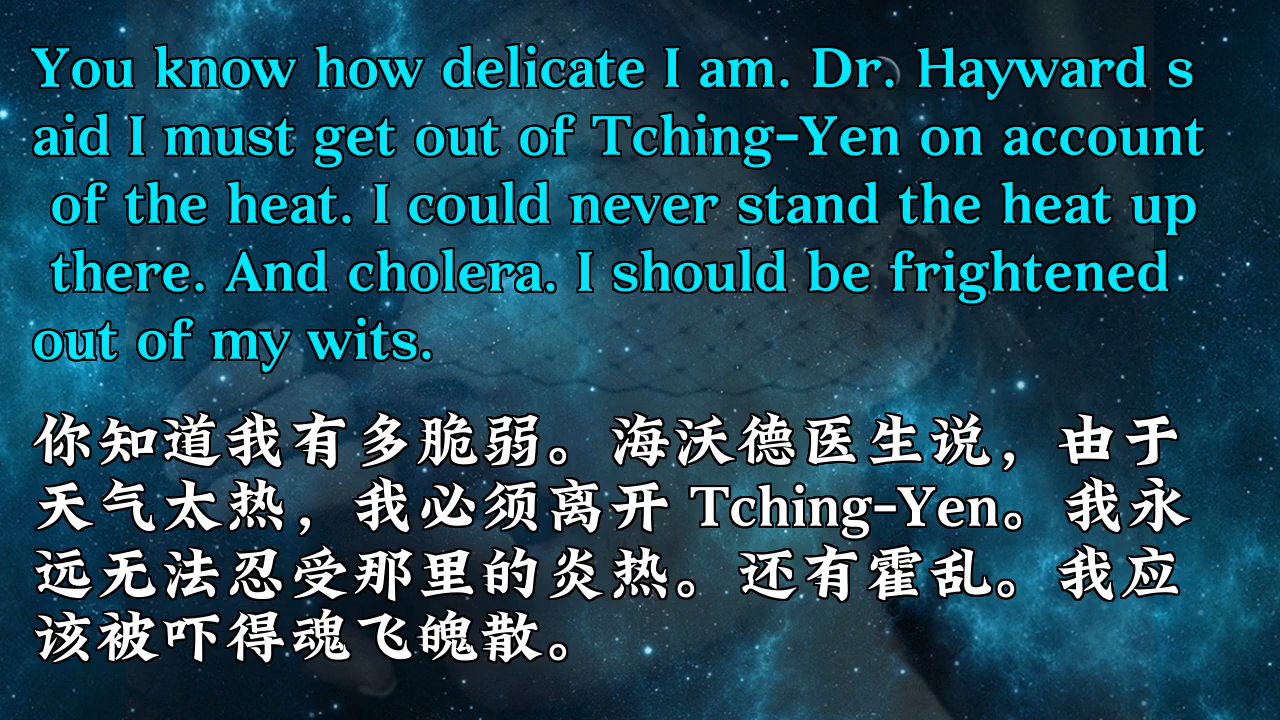 You know how delicate I am. Dr. Hayward s
aid I must get out of Tching-Yen on account
of the heat. I could never stand the heat up
there. And cholera. I should be frightened
out of my wits.
你知道我有多脆弱。海沃德医生说，由于
天气太热，我必须离开 Tching-Yen。我永
远无法忍受那里的炎热。还有霍乱。我应
该被吓得魂飞魄散。